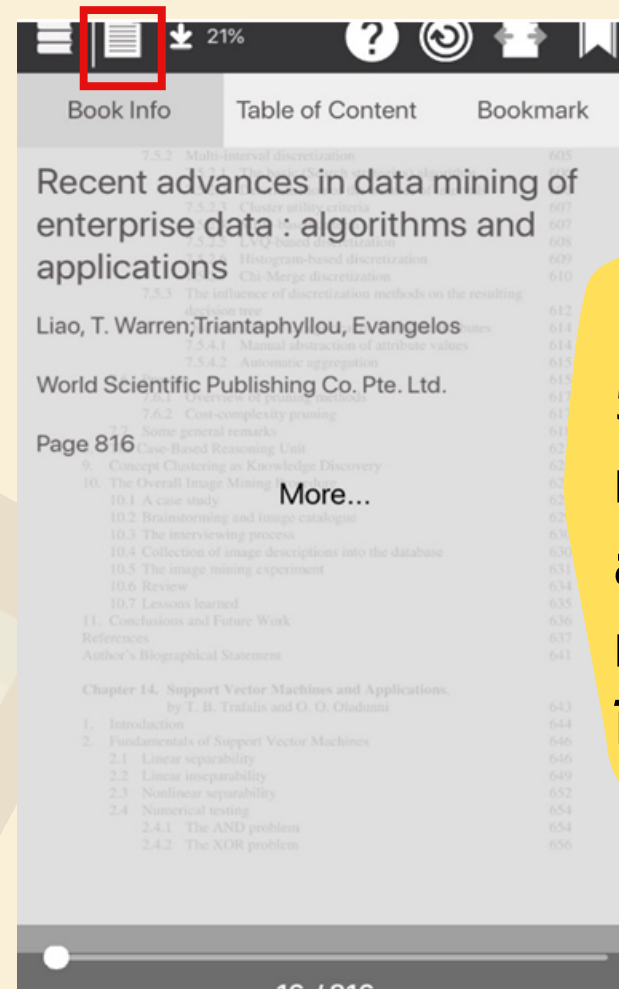 21%
Book Info Table of Content Bookmark
Recent advances in data mining of
enterprise data : algorithms and
applications
Liao, T. Warren;Triantaphyllou, Evangelos
World Scientific Publishing Co. Pte. Ltd.
Page 816
More...
7.5.2 Multi-interval discretization 605
7.5.2.3 Cluster utility criteria 607
7.5.2.5 LVQ-based discretization 608
Histogram-based discretization 609
Chi-Merge discretization 610
7.5.3 The influence of discretization methods on the resulting
decision tree 612
614
7.5.4.1 Manual abstraction of attribute values 614
7.5.4.2 Automatic aggregation 615
615
7.6.1 Overview of pruning methods 617
7.6.2 Cost-complexity pruning
Some general remarks
Case-Based Reasoning Unit
9. Concept Clustering as Knowledge Discovery
10. The Overall Image Mining
10.1 A case study
10.2 Brainstorming and image catalogue
10.3 The interviewing process 630
10.4 Collection of image descriptions into the database 630
10.5 The image mining experiment 631
10.6 Review 634
10.7 Lessons learned 635
11. Conclusions and Future Work 636
References 637
Author's Biographical Statement 641
Chapter 14. Support Vector Machines and Applications.
by T. B. Trafalis and O. O. Oladunni 643
1. Introduction 644
2. Fundamentals of Support Vector Machines 646
2.1 Linear separability 646
2.2 Linear inseparability 649
2.3 Nonlinear separability 652
2.4 Numerical testing 654
2.4.1 The AND problem 654
2.4.2 The XOR problem 656